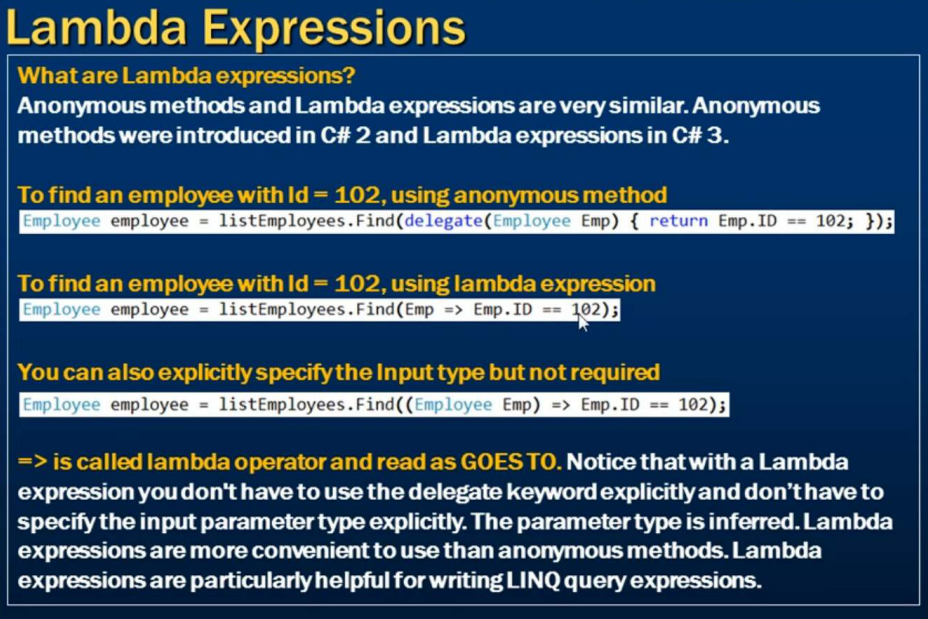 Lambda Expressions
What are Lambda expressions?
Anonymous methods and Lambda expressions are very similar. Anonymous
methods were introduced in C# 2 and Lambda expressions in C# 3.
To find an employee with Id = 102, using anonymous method
Employee employee = listEmployees.Find(delegate(Employee Emp) { return Emp.ID == 102; });
To find an employee with Id = 102, using lambda expression
Employee employee = listEmployees.Find(Emp => Emp.ID == 102);
You can also explicitly specify the Input type but not required
Employee employee = listEmployees.Find((Employee Emp) => Emp.ID == 102);
=> is called lambda operator and read as GOES TO. Notice that with a Lambda
expression you don't have to use the delegate keyword explicitly and don’t have to
specify the input parameter type explicitly. The parameter type is inferred. Lambda
expressions are more convenient to use than anonymous methods. Lambda
expressions are particularly helpful for writing LINQ query expressions.